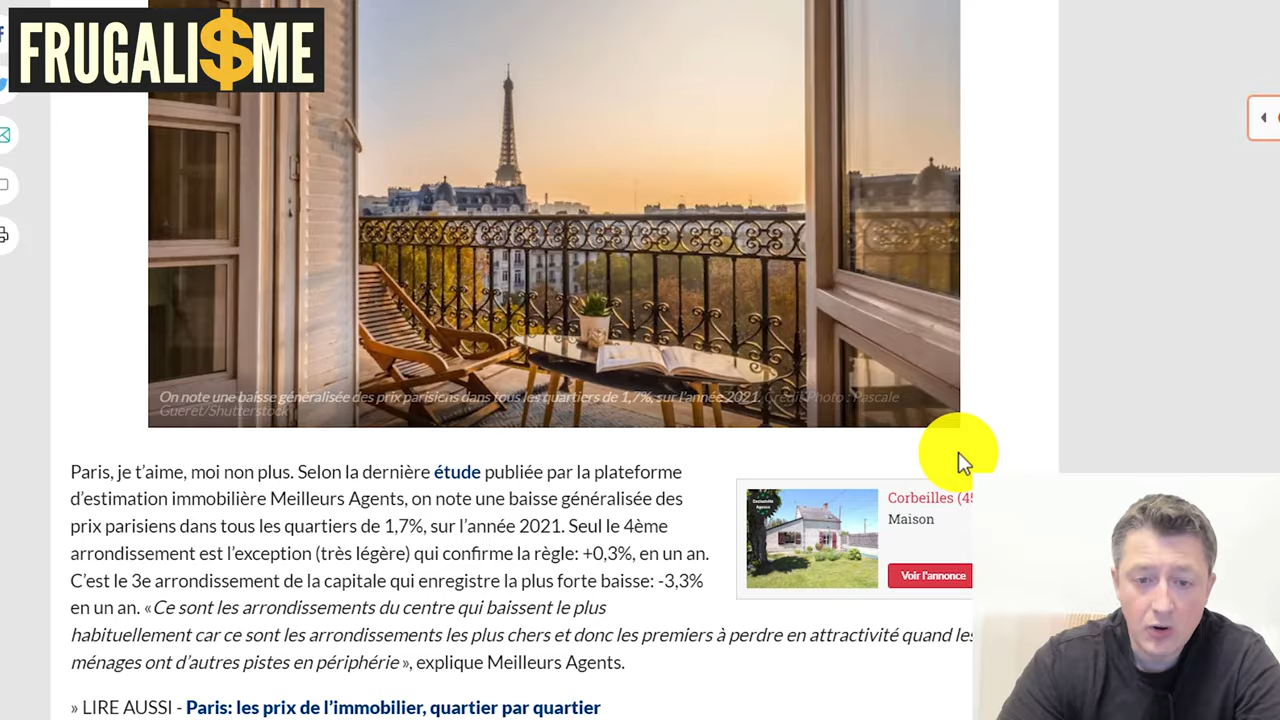 FRUGALI$ME
On note une baisse généralisée des prix parisiens dans tous les quartiers de 1,7%, sur l'année 2021. Crédit Photo : Pascale
Gueret/Shutterstock
Paris, je t'aime, moi non plus. Selon la dernière étude publiée par la plateforme
d'estimation immobilière Meilleurs Agents, on note une baisse généralisée des
prix parisiens dans tous les quartiers de 1,7%, sur l'année 2021. Seul le 4ème
arrondissement est l'exception (très légère) qui confirme la règle: +0,3%, en un an.
C'est le 3e arrondissement de la capitale qui enregistre la plus forte baisse: -3,3%
en un an. «Ce sont les arrondissements du centre qui baissent le plus
habituellement car ce sont les arrondissements les plus chers et donc les premiers à perdre en attractivité quand les
ménages ont d'autres pistes en périphérie», explique Meilleurs Agents.
Corbeilles (45
Maison
Voir l'annonce
» LIRE AUSSI - Paris: les prix de l'immobilier, quartier par quartier